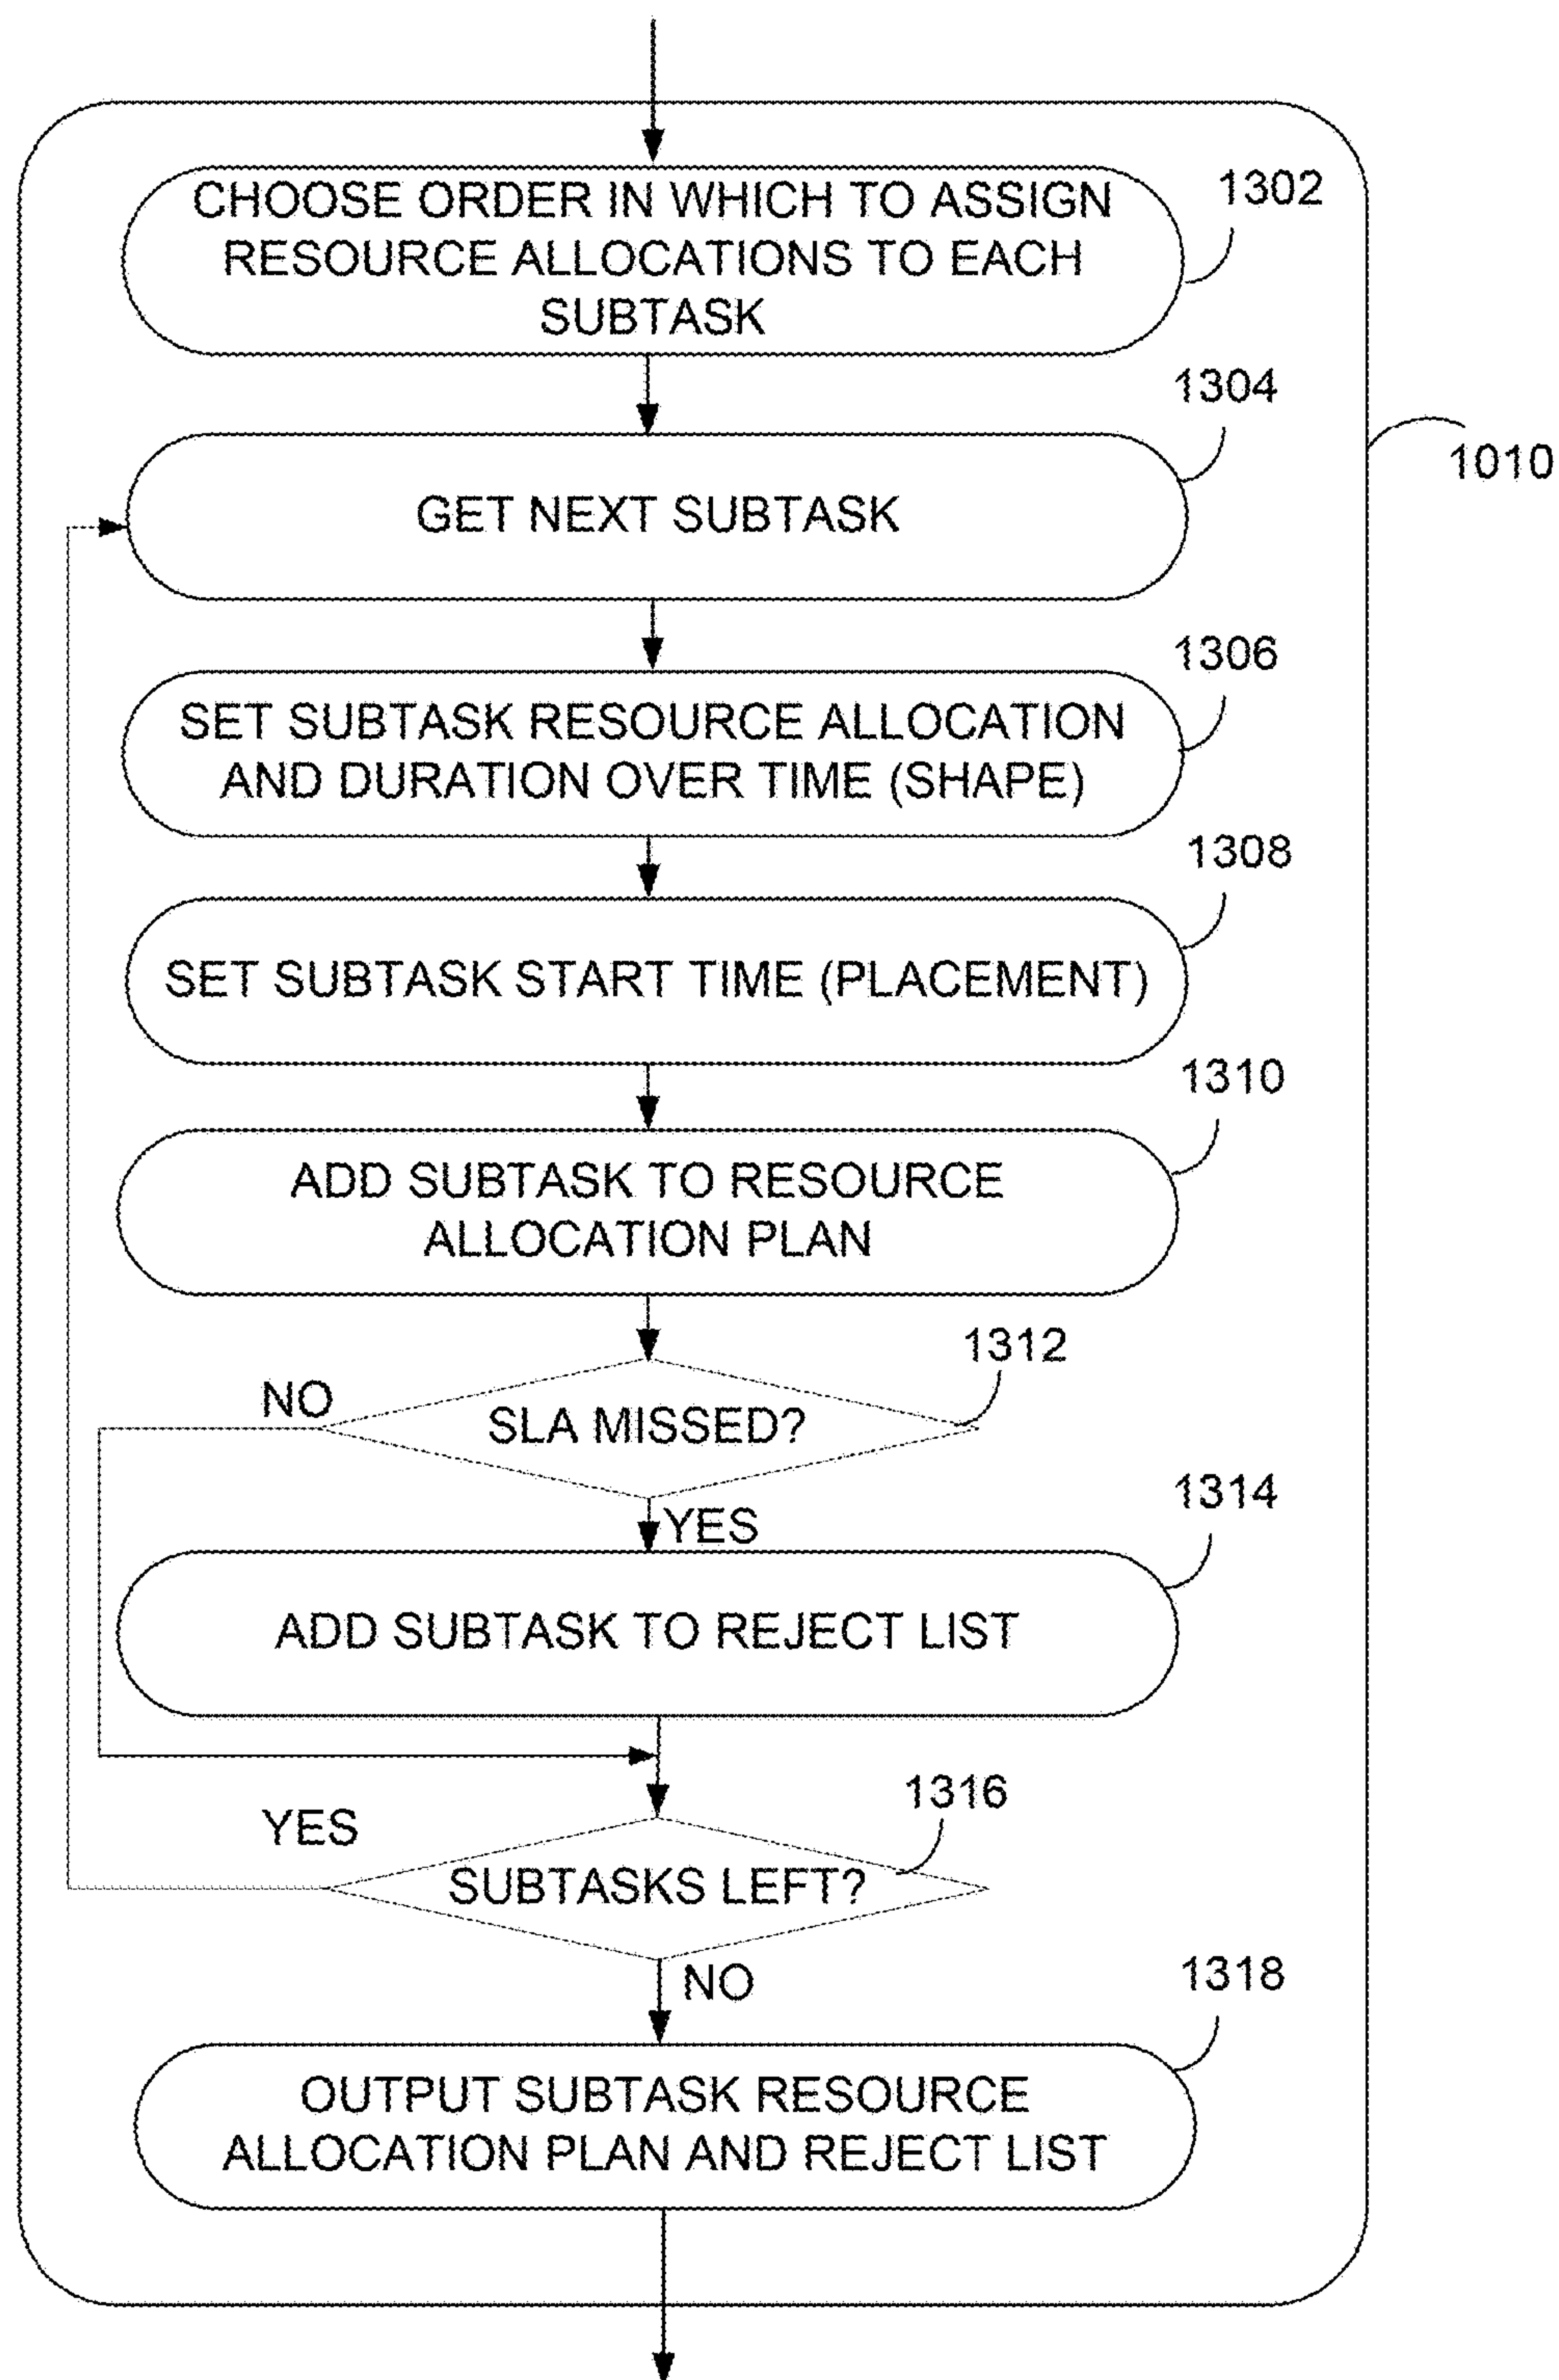 CHOOSE ORDER IN WHICH TO ASSIGN
RESOURCE ALLOCATIONS TO EACH
SUBTASK
1302
1304
GET NEXT SUBTASK
1010
1306
SET SUBTASK RESOURCE ALLOCATION
AND DURATION OVER TIME (SHAPE)
1308
SET SUBTASK START TIME (PLACEMENT)
1310
ADD SUBTASK TO RESOURCE
ALLOCATION PLAN
1312
NO
SLA MISSED?
YES
1314
ADD SUBTASK TO REJECT LIST
1316
YES
SUBTASKS LEFT?
NO
1318
OUTPUT SUBTASK RESOURCE
ALLOCATION PLAN AND REJECT LIST